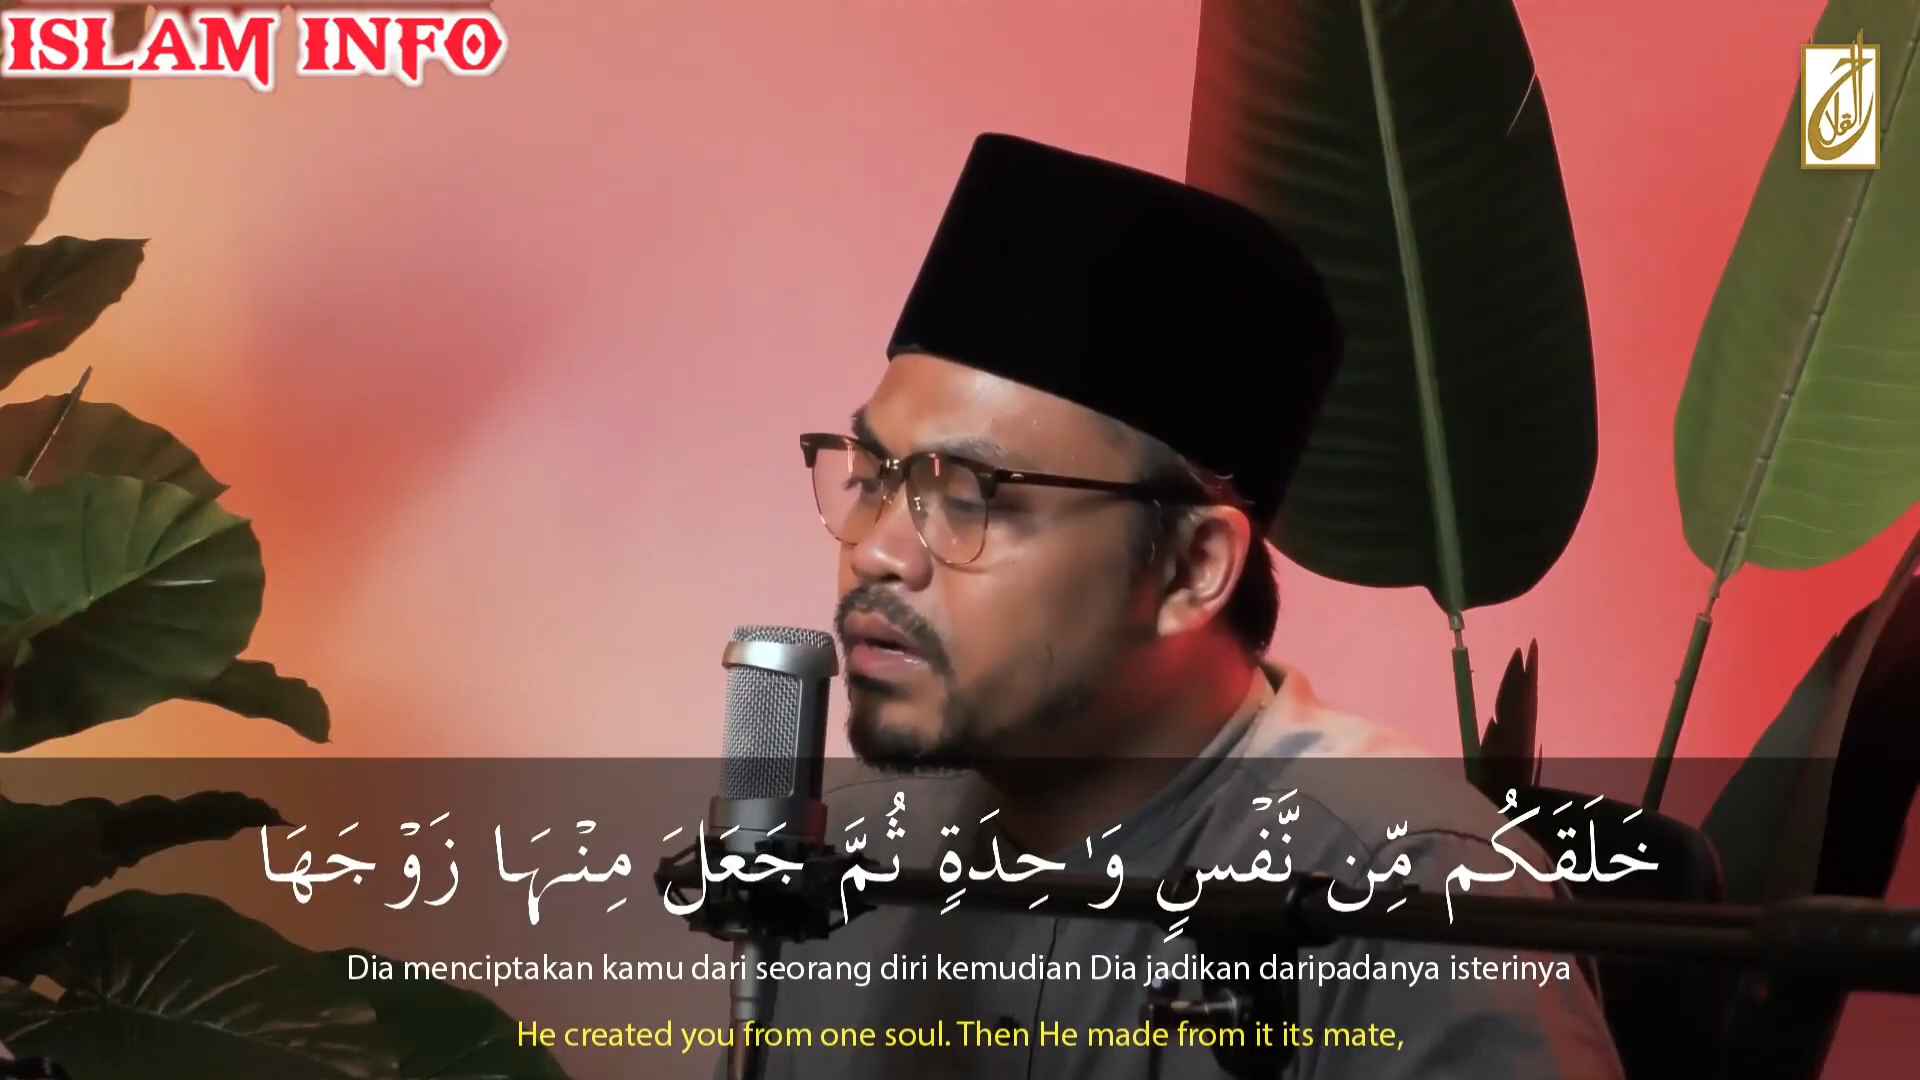 ISLAM INFO
الفلاح
خَلَقَكُم مِّن نَّفْسٍ وَٰحِدَةٍ ثُمَّ جَعَلَ مِنْهَا زَوْجَهَا
Dia menciptakan kamu dari seorang diri kemudian Dia jadikan daripadanya isterinya
He created you from one soul. Then He made from it its mate,